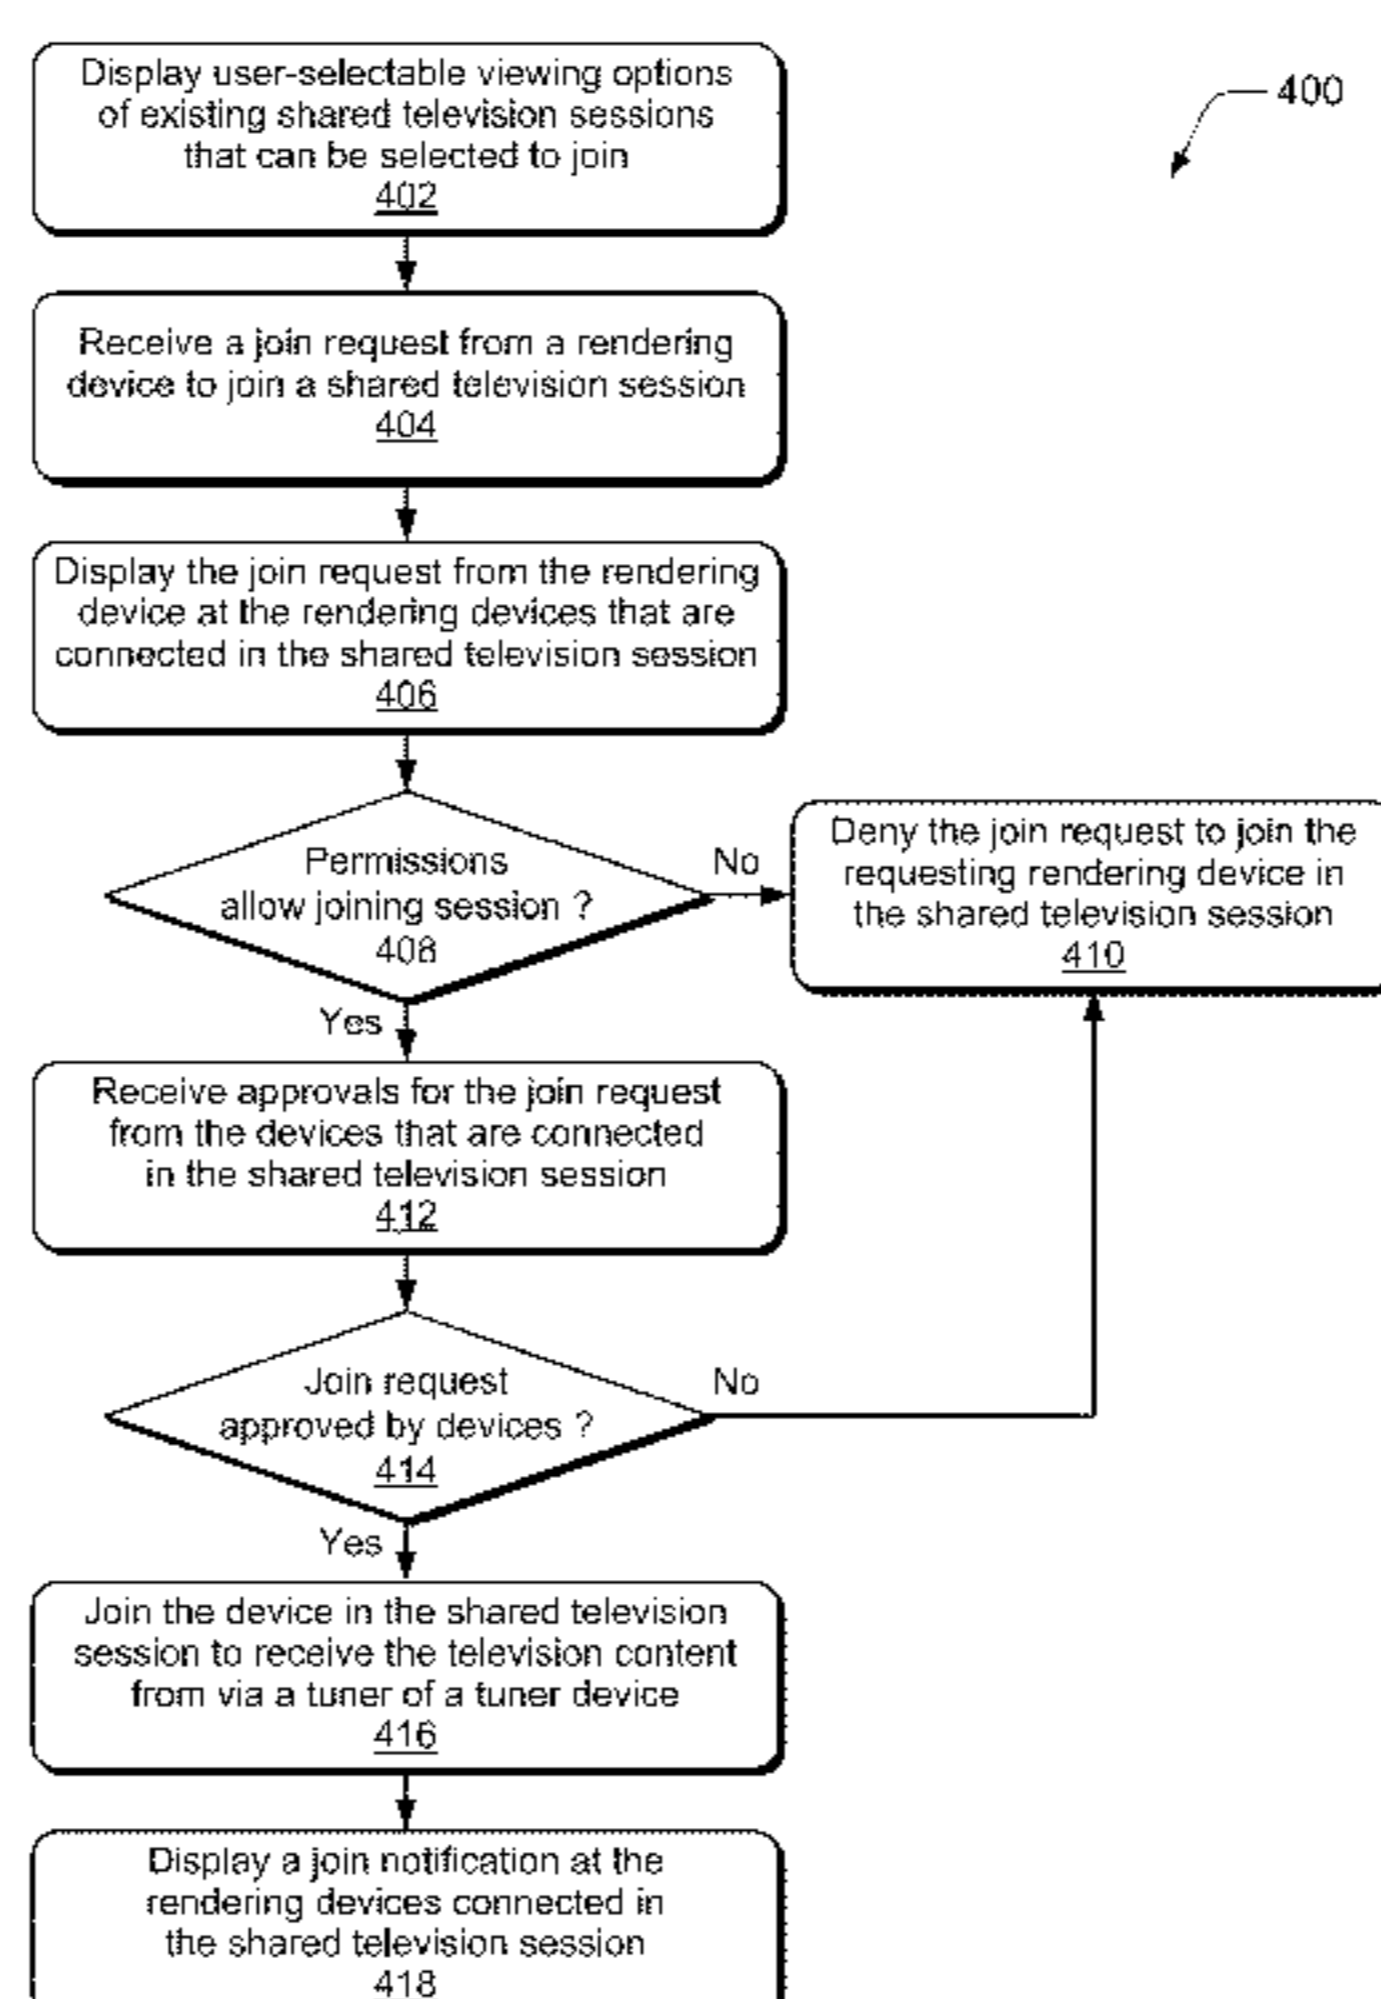 Display user-selectable viewing options
of existing shared television sessions
that can be selected to join
402
400
Receive a join request from a rendering
device to join a shared television session
404
Display the join request from the rendering
device at the rendering devices that are
connected in the shared television session
406
Permissions
allow joining session ?
408
No
Yes
Deny the join request to join the
requesting rendering device in
the shared television session
410
Receive approvals for the join request
from the devices that are connected
in the shared television session
412
Join request
approved by devices ?
414
No
Yes
Join the device in the shared television
session to receive the television content
from via a tuner of a tuner device
416
Display a join notification at the
rendering devices connected in
the shared television session
418